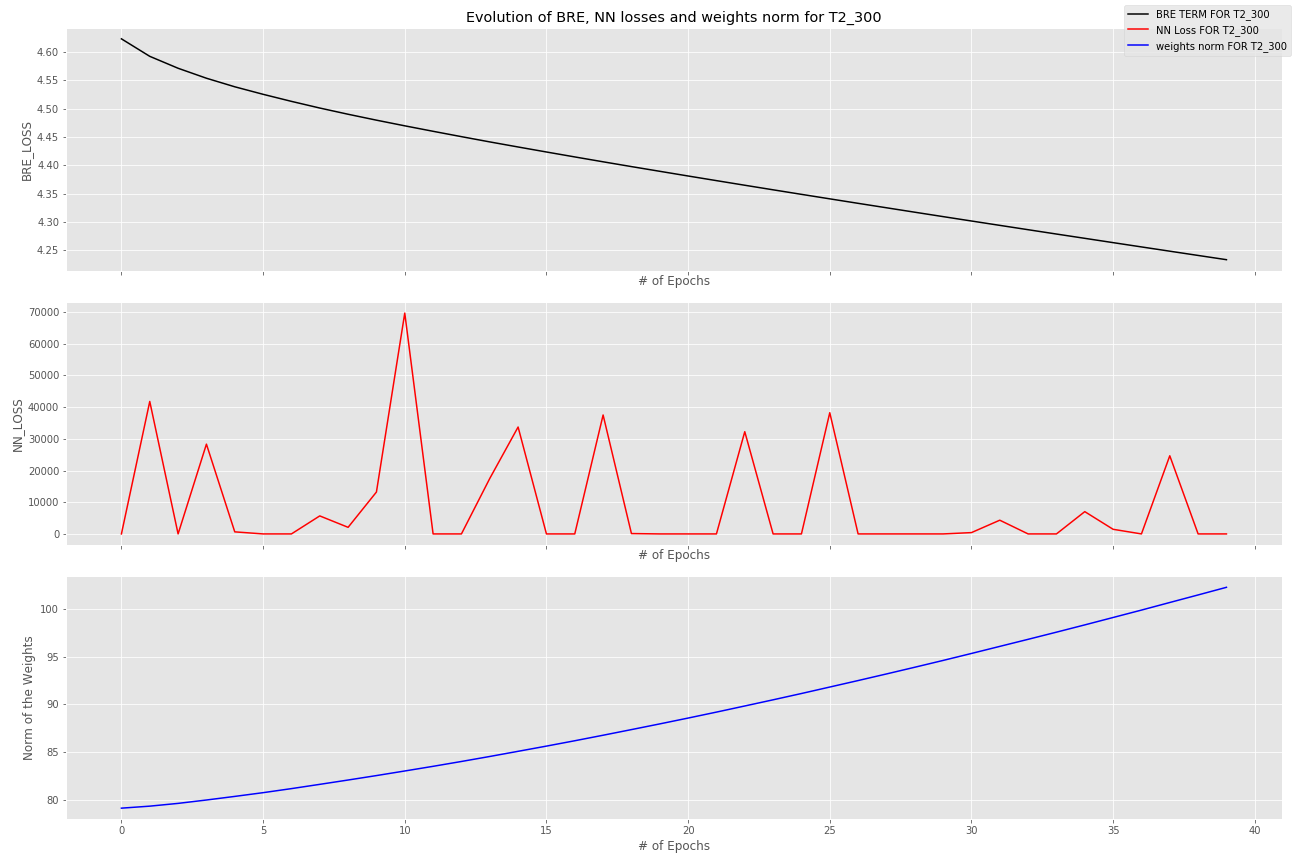 Evolution of BRE, NN losses and weights norm for T2_300
BRE TERM FOR T2_300
NN Loss FOR T2_300
weights norm FOR T2_300
4.60
4.55
4.50
4.45
4.40
4.35
4.30
4.25
BRE_LOSS
# of Epochs
70000
60000
50000
40000
30000
20000
10000
0
NN_LOSS
# of Epochs
100
95
90
85
80
Norm of the Weights
0 5 10 15 20 25 30 35 40
# of Epochs